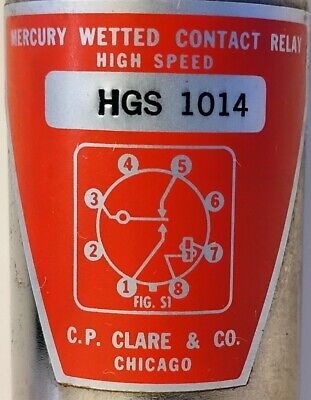 MERCURY WETTED CONTACT RELAY
HIGH SPEED
HGS 1014
4 5
3 6
2 7
1 8
FIG. S1
C.P. CLARE & CO.
CHICAGO